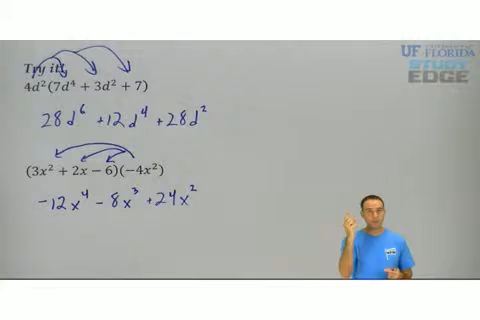 Try it!
4d²(7d⁴ + 3d² + 7)
28d⁶ +12d⁴ +28d²
(3x² + 2x − 6)(−4x²)
-12x⁴ - 8x³ +24x²
UF FLORIDA
STUDY
EDGE